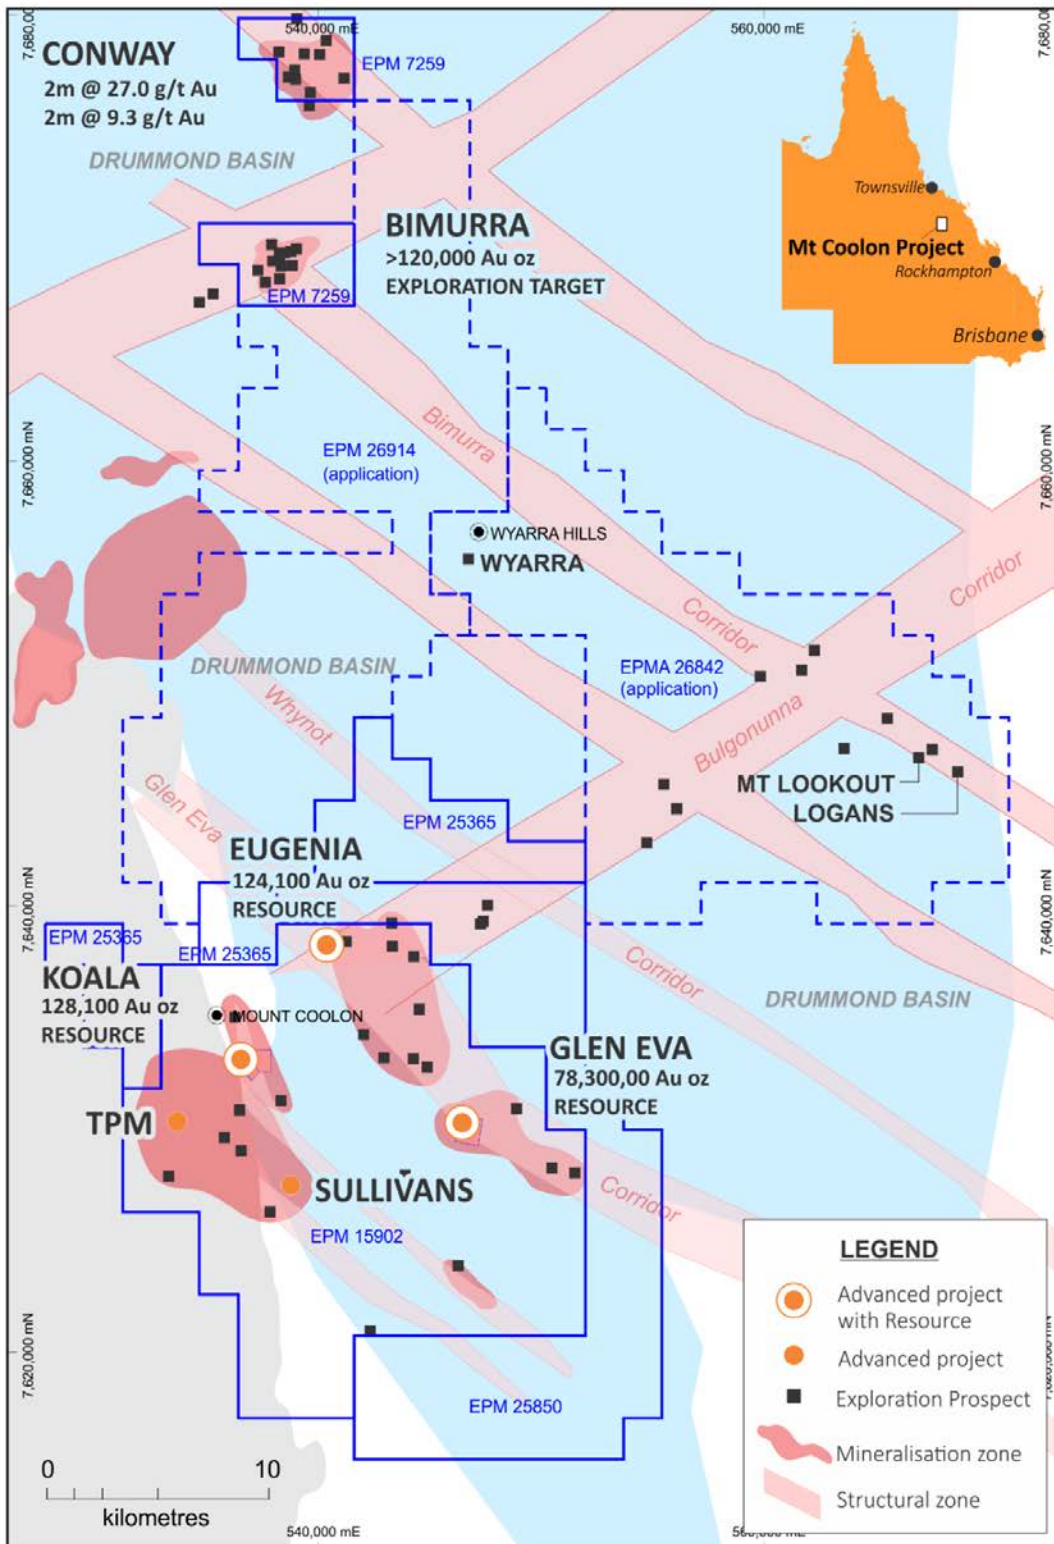 540,000 mE
560,000 mE
7,680,000 mN
7,680,0
CONWAY
2m @ 27.0 g/t Au
2m @ 9.3 g/t Au
EPM 7259
DRUMMOND BASIN
Townsville
Mt Coolon Project
Rockhampton
Brisbane
BIMURRA
>120,000 Au oz
EXPLORATION TARGET
EPM 7259
Bimurra
EPM 26914
(application)
7,660,000 mN
7,660,000 mN
WYARRA HILLS
WYARRA
Corridor
Corridor
DRUMMOND BASIN
EPMA 26842
(application)
Whynot
Bulgonunna
Glen Eva
MT LOOKOUT
LOGANS
EPM 25365
EUGENIA
124,100 Au oz
RESOURCE
7,640,000 mN
7,640,000 mN
EPM 25365
EPM 25365
KOALA
128,100 Au oz
RESOURCE
Corridor
DRUMMOND BASIN
MOUNT COOLON
GLEN EVA
78,300,00 Au oz
RESOURCE
TPM
SULLIVANS
Corridor
EPM 15902
7,620,000 mN
EPM 25850
LEGEND
Advanced project
with Resource
Advanced project
Exploration Prospect
Mineralisation zone
Structural zone
0 10
kilometres
540,000 mE